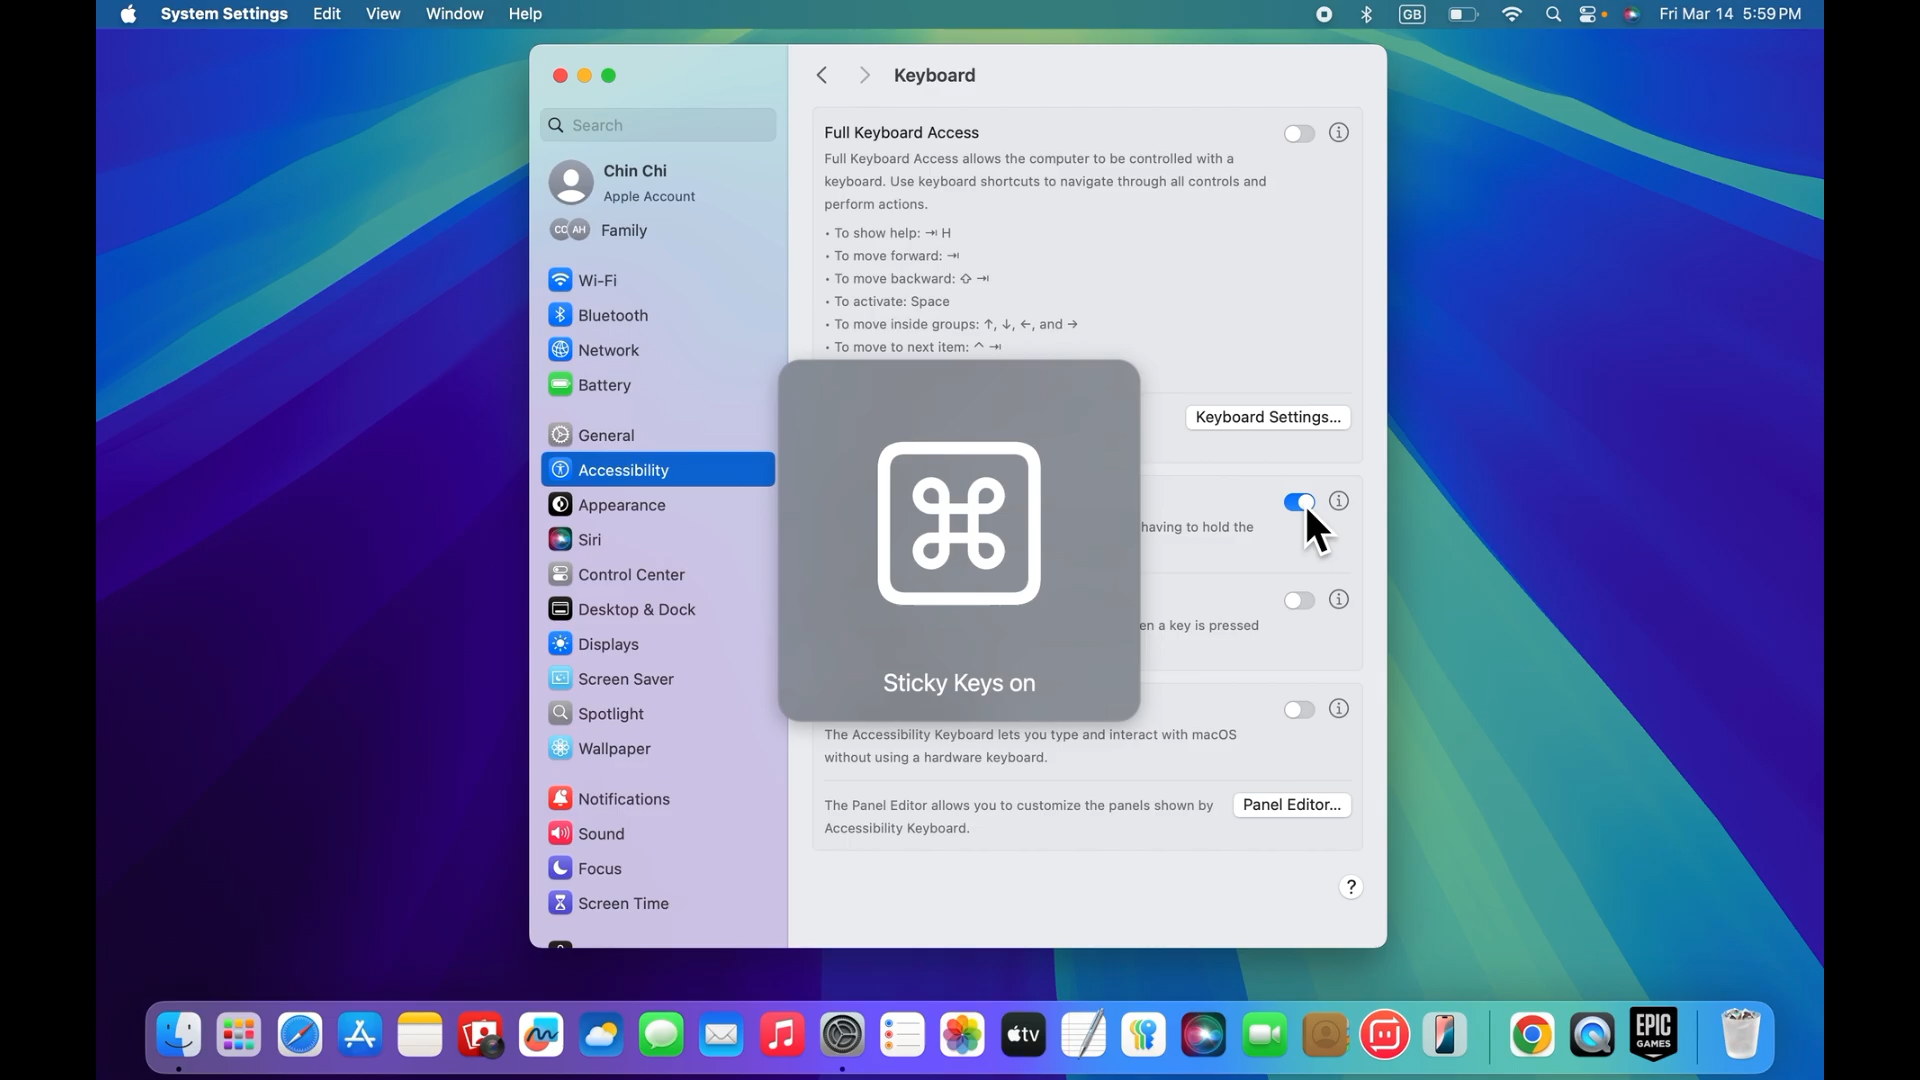 System Settings Edit View Window Help
GB Fri Mar 14 5:59 PM
Keyboard
Search
Chin Chi
Apple Account
CC AH Family
Wi-Fi
Bluetooth
Network
Battery
General
Accessibility
Appearance
Siri
Control Center
Desktop & Dock
Displays
Screen Saver
Spotlight
Wallpaper
Notifications
Sound
Focus
Screen Time
Full Keyboard Access
Full Keyboard Access allows the computer to be controlled with a
keyboard. Use keyboard shortcuts to navigate through all controls and
perform actions.
• To show help: ⇥ H
• To move forward: ⇥
• To move backward: ⇧ ⇥
• To activate: Space
• To move inside groups: ↑, ↓, ←, and →
• To move to next item: ^ ⇥
Keyboard Settings...
having to hold the
a key is pressed
Sticky Keys on
The Accessibility Keyboard lets you type and interact with macOS
without using a hardware keyboard.
The Panel Editor allows you to customize the panels shown by
Accessibility Keyboard.
Panel Editor...
?
tv
EPIC
GAMES